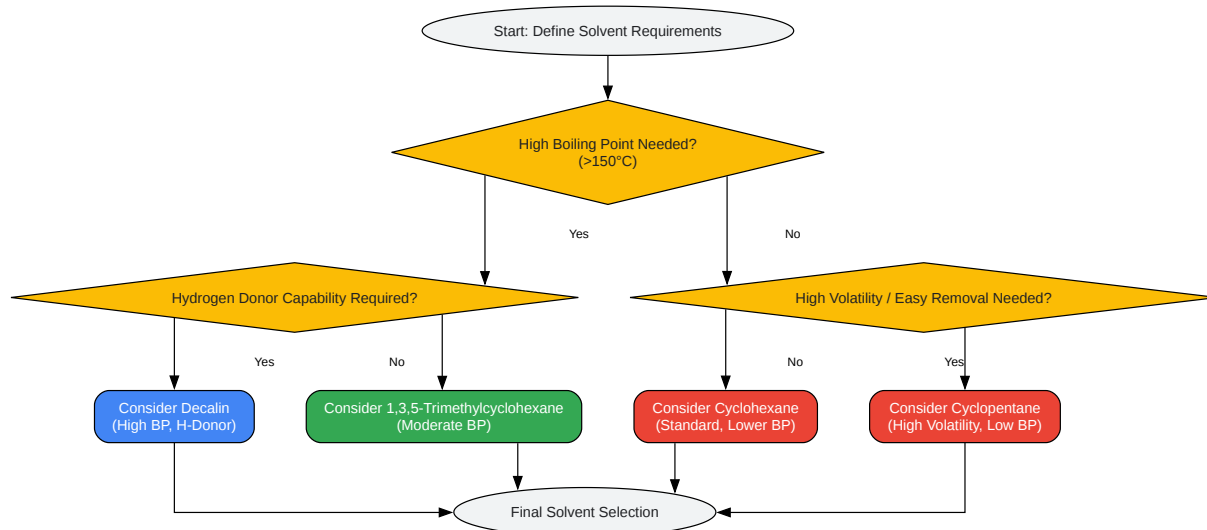 Start: Define Solvent Requirements
High Boiling Point Needed?
(>150°C)
Yes
No
Hydrogen Donor Capability Required?
High Volatility / Easy Removal Needed?
Yes
No
No
Yes
Consider Decalin
(High BP, H-Donor)
Consider 1,3,5-Trimethylcyclohexane
(Moderate BP)
Consider Cyclohexane
(Standard, Lower BP)
Consider Cyclopentane
(High Volatility, Low BP)
Final Solvent Selection